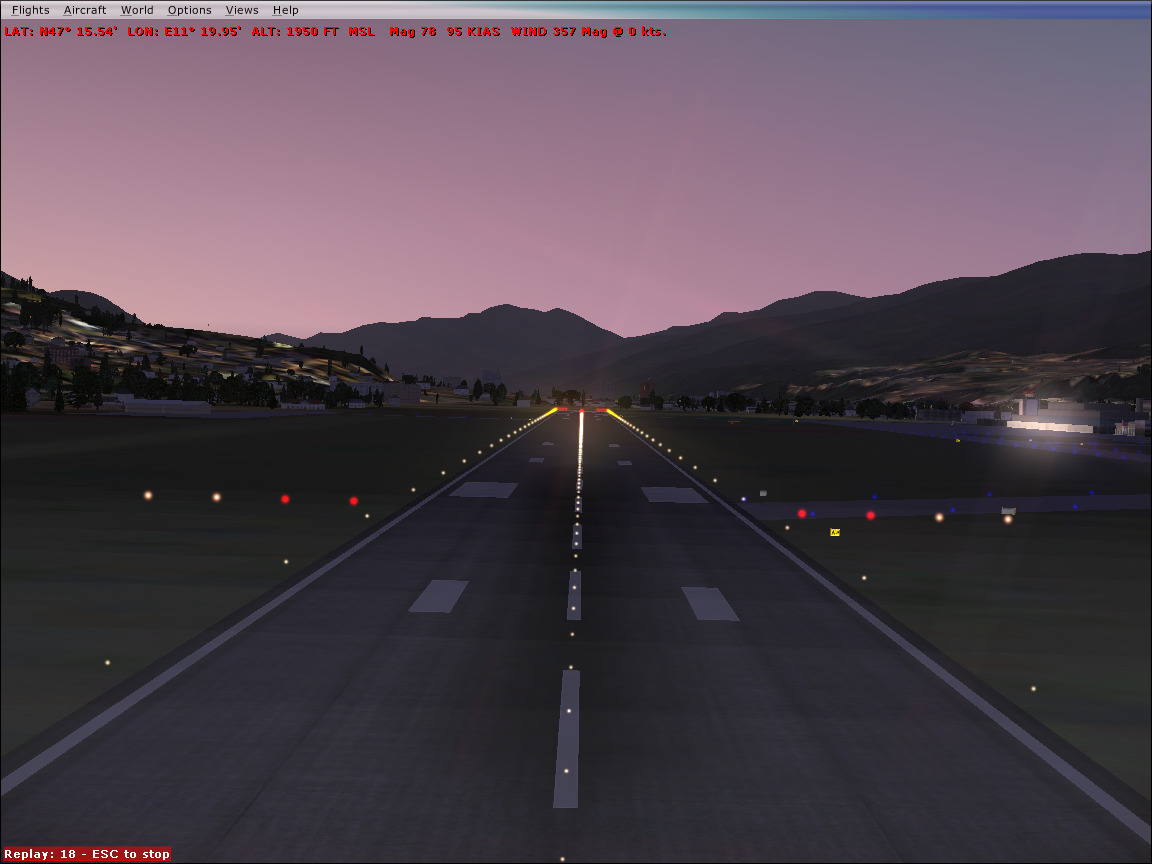 Flights Aircraft World Options Views Help
LAT: N47° 15.54' LON: E11° 19.95' ALT: 1950 FT MSL Mag 78 95 KIAS WIND 357 Mag @ 0 kts.
Replay: 18 - ESC to stop